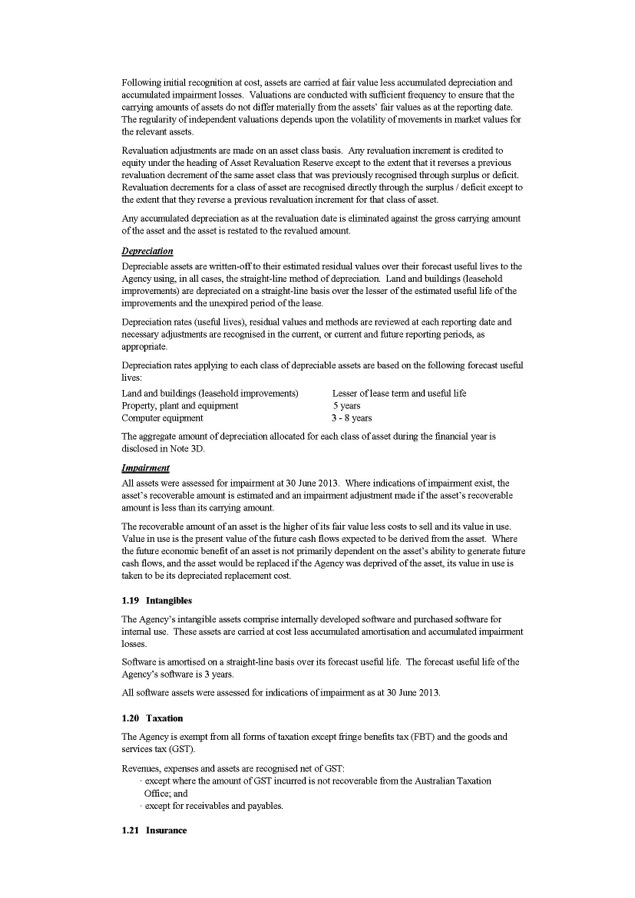 Following initial recognition at cost, assets are carried at fair value less accumulated depreciation and
accumulated impairment losses.  Valuations are conducted with sufficient frequency to ensure that the
carrying amounts of assets do not differ materially from the assets' fair values as at the reporting date.
The regularity of independent valuations depends upon the volatility of movements in market values for
the relevant assets.
Revaluation adjustments are made on an asset class basis.  Any revaluation increment is credited to
equity under the heading of Asset Revaluation Reserve except to the extent that it reverses a previous
revaluation decrement of the same asset class that was previously recognised through surplus or deficit.
Revaluation decrements for a class of asset are recognised directly through the surplus / deficit except to
the extent that they reverse a previous revaluation increment for that class of asset.
Any accumulated depreciation as at the revaluation date is eliminated against the gross carrying amount
of the asset and the asset is restated to the revalued amount.
Depreciation
Depreciable assets are written-off to their estimated residual values over their forecast useful lives to the
Agency using, in all cases, the straight-line method of depreciation.  Land and buildings (leasehold
improvements) are depreciated on a straight-line basis over the lesser of the estimated useful life of the
improvements and the unexpired period of the lease.
Depreciation rates (useful lives), residual values and methods are reviewed at each reporting date and
necessary adjustments are recognised in the current, or current and future reporting periods, as
appropriate.
Depreciation rates applying to each class of depreciable assets are based on the following forecast useful
lives:
Land and buildings (leasehold improvements) Lesser of lease term and useful life
Property, plant and equipment 5 years
Computer equipment 3 - 8 years
The aggregate amount of depreciation allocated for each class of asset during the financial year is
disclosed in Note 3D.
Impairment
All assets were assessed for impairment at 30 June 2013.  Where indications of impairment exist, the
asset's recoverable amount is estimated and an impairment adjustment made if the asset's recoverable
amount is less than its carrying amount.
The recoverable amount of an asset is the higher of its fair value less costs to sell and its value in use.
Value in use is the present value of the future cash flows expected to be derived from the asset.  Where
the future economic benefit of an asset is not primarily dependent on the asset's ability to generate future
cash flows, and the asset would be replaced if the Agency was deprived of the asset, its value in use is
taken to be its depreciated replacement cost.
1.19 Intangibles
The Agency's intangible assets comprise internally developed software and purchased software for
internal use.  These assets are carried at cost less accumulated amortisation and accumulated impairment
losses.
Software is amortised on a straight-line basis over its forecast useful life.  The forecast useful life of the
Agency's software is 3 years.
All software assets were assessed for indications of impairment as at 30 June 2013.
1.20 Taxation
The Agency is exempt from all forms of taxation except fringe benefits tax (FBT) and the goods and
services tax (GST).
Revenues, expenses and assets are recognised net of GST:
· except where the amount of GST incurred is not recoverable from the Australian Taxation
Office; and
· except for receivables and payables.
1.21 Insurance